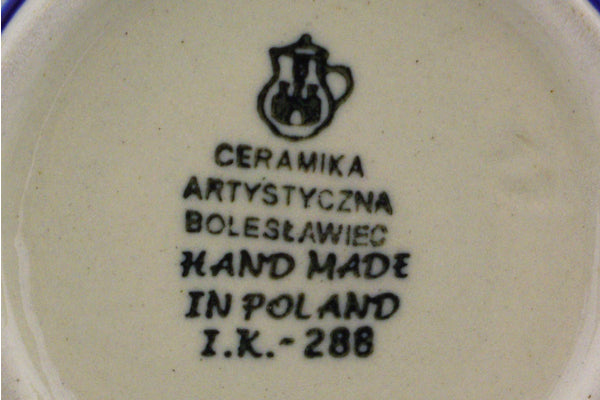 CERAMIKA
ARTYSTYCZNA
BOLESŁAWIEC
HAND MADE
IN POLAND
I.K.-288